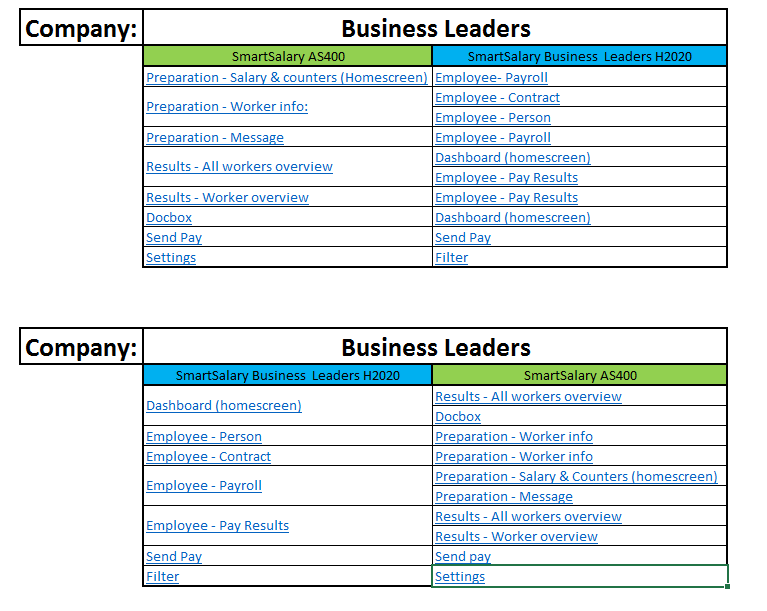 Company: Business Leaders
SmartSalary AS400 SmartSalary Business  Leaders H2020
Preparation - Salary & counters (Homescreen) Employee- Payroll
Preparation - Worker info: Employee - Contract
Employee - Person
Preparation - Message Employee - Payroll
Results - All workers overview Dashboard (homescreen)
Employee - Pay Results
Results - Worker overview Employee - Pay Results
Docbox Dashboard (homescreen)
Send Pay Send Pay
Settings Filter
Company: Business Leaders
SmartSalary Business  Leaders H2020 SmartSalary AS400
Dashboard (homescreen) Results - All workers overview
Docbox
Employee - Person Preparation - Worker info
Employee - Contract Preparation - Worker info
Employee - Payroll Preparation - Salary & Counters (homescreen)
Preparation - Message
Employee - Pay Results Results - All workers overview
Results - Worker overview
Send Pay Send pay
Filter Settings